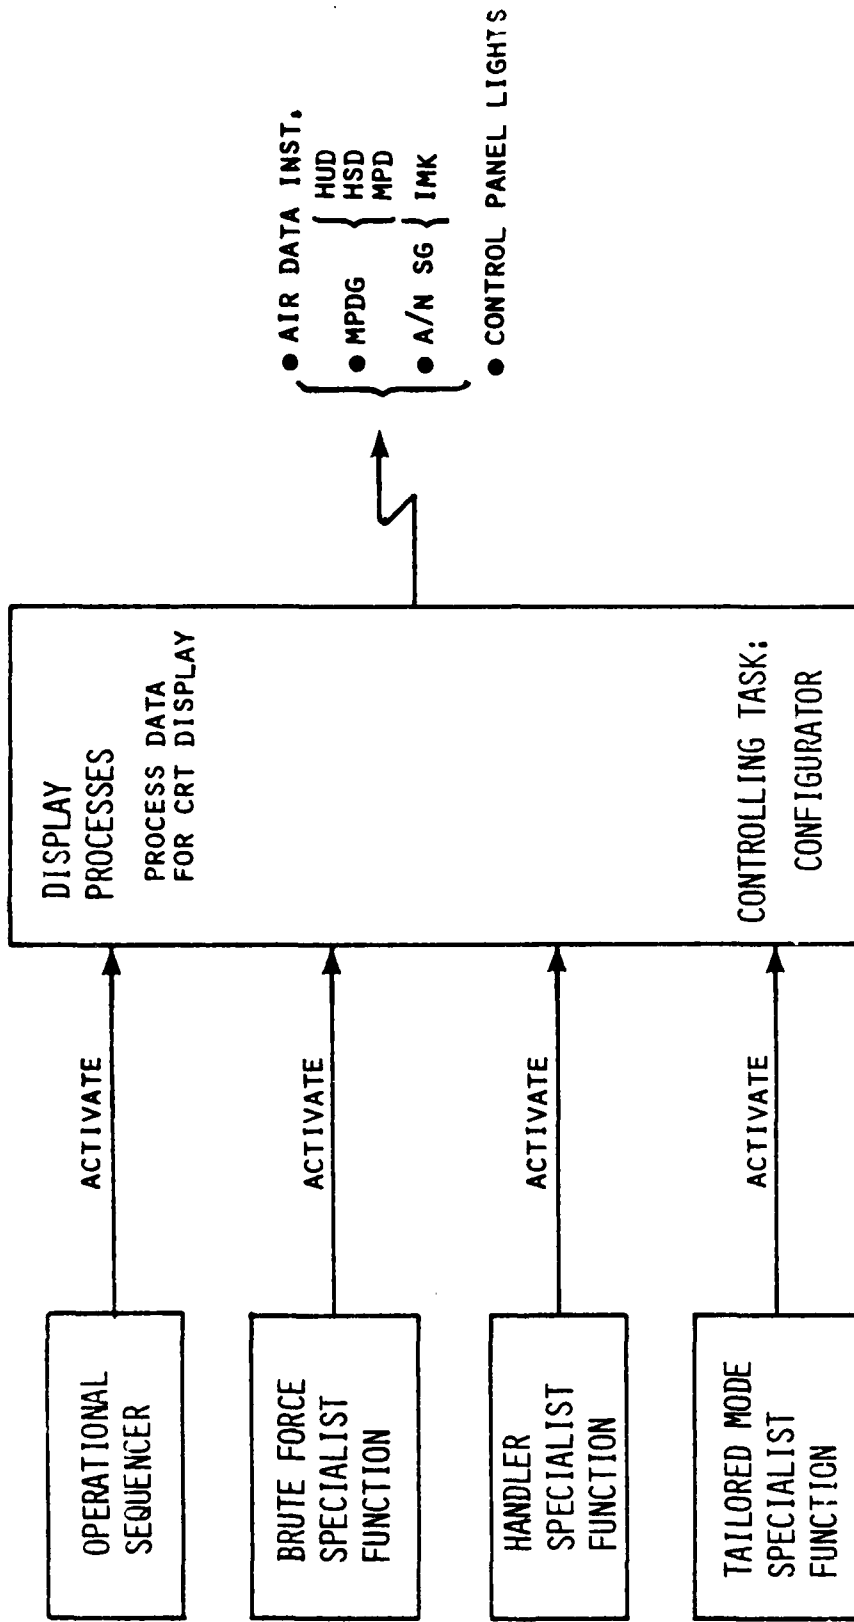 OPERATIONAL
SEQUENCER
ACTIVATE
BRUTE FORCE
SPECIALIST
FUNCTION
ACTIVATE
HANDLER
SPECIALIST
FUNCTION
ACTIVATE
TAILORED MODE
SPECIALIST
FUNCTION
ACTIVATE
DISPLAY
PROCESSES
PROCESS DATA
FOR CRT DISPLAY
CONTROLLING TASK:
CONFIGURATOR
● AIR DATA INST.
● MPDG { HUD
HSD
MPD
● A/N SG { IMK
● CONTROL PANEL LIGHTS